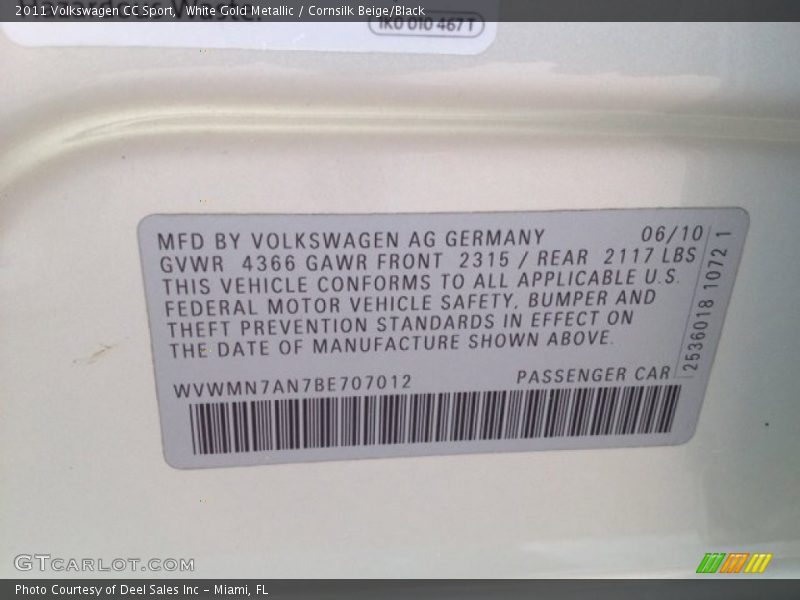 2011 Volkswagen CC Sport, White Gold Metallic / Cornsilk Beige/Black
Hazardous Waste.
1K0 010 467 T
MFD BY VOLKSWAGEN AG GERMANY 06/10
GVWR 4366 GAWR FRONT 2315 / REAR 2117 LBS
THIS VEHICLE CONFORMS TO ALL APPLICABLE U.S.
FEDERAL MOTOR VEHICLE SAFETY, BUMPER AND
THEFT PREVENTION STANDARDS IN EFFECT ON
THE DATE OF MANUFACTURE SHOWN ABOVE.
WVWMN7AN7BE707012 PASSENGER CAR
2536018 1072 1
GTCARLOT.COM
Photo Courtesy of Deel Sales Inc – Miami, FL